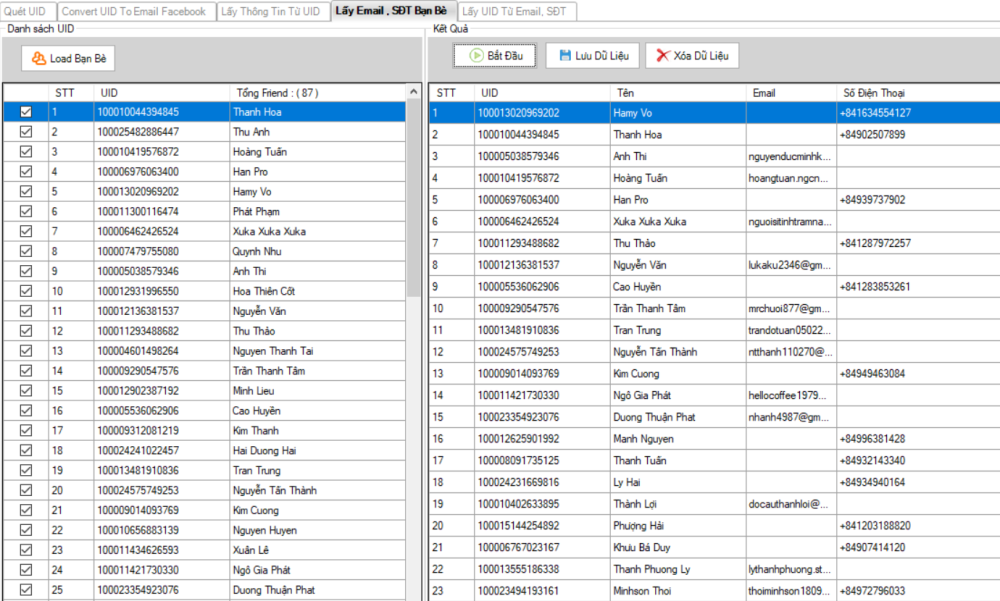 Quét UID Convert UID To Email Facebook Lấy Thông Tin Từ UID Lấy Email , SĐT Bạn Bè Lấy UID Từ Email, SĐT
Danh sách UID
Load Bạn Bè
STT UID Tổng Friend : ( 87 )
1 100010044394845 Thanh Hoa
2 100025482886447 Thu Anh
3 100010419576872 Hoàng Tuấn
4 100006976063400 Han Pro
5 100013020969202 Hamy Vo
6 100011300116474 Phát Phạm
7 100006462426524 Xuka Xuka Xuka
8 100007479755080 Quynh Nhu
9 100005038579346 Anh Thi
10 100012931996550 Hoa Thiên Cốt
11 100012136381537 Nguyễn Văn
12 100011293488682 Thu Thảo
13 100004601498264 Nguyen Thanh Tai
14 100009290547576 Trần Thanh Tâm
15 100012902387192 Minh Lieu
16 100005536062906 Cao Huyền
17 100009312081219 Kim Thanh
18 100024241022457 Hai Duong Hai
19 100013481910836 Tran Trung
20 100024575749253 Nguyễn Tấn Thành
21 100009014093769 Kim Cuong
22 100010656883139 Nguyen Huyen
23 100011434626593 Xuân Lê
24 100011421730330 Ngô Gia Phát
25 100023354923076 Duong Thuận Phat
Kết Quả
Bắt Đầu Lưu Dữ Liệu Xóa Dữ Liệu
STT UID Tên Email Số Điện Thoại
1 100013020969202 Hamy Vo +841634554127
2 100010044394845 Thanh Hoa +84902507899
3 100005038579346 Anh Thi nguyenducminhk...
4 100010419576872 Hoàng Tuấn hoangtuan.ngcn...
5 100006976063400 Han Pro +84939737902
6 100006462426524 Xuka Xuka Xuka nguoisitinhtramna...
7 100011293488682 Thu Thảo +841287972257
8 100012136381537 Nguyễn Văn lukaku2346@gm...
9 100005536062906 Cao Huyền +841283853261
10 100009290547576 Trần Thanh Tâm mrchuoi877@gm...
11 100013481910836 Tran Trung trandotuan05022...
12 100024575749253 Nguyễn Tấn Thành ntthanh110270@...
13 100009014093769 Kim Cuong +84949463084
14 100011421730330 Ngô Gia Phát hellocoffee1979...
15 100023354923076 Duong Thuận Phat nhanh4987@gm...
16 100012625901992 Manh Nguyen +84996381428
17 100008091735125 Thanh Tuấn +84932143340
18 100024231669816 Ly Hai +84934940164
19 100010402633895 Thành Lợi docauthanhloi@...
20 100015144254892 Phượng Hải +841203188820
21 100006767023167 Khưu Bá Duy +84907414120
22 100013555186338 Thanh Phuong Ly lythanhphuong.st...
23 100023494193161 Minhson Thoi thoiminhson1809... +84972796033